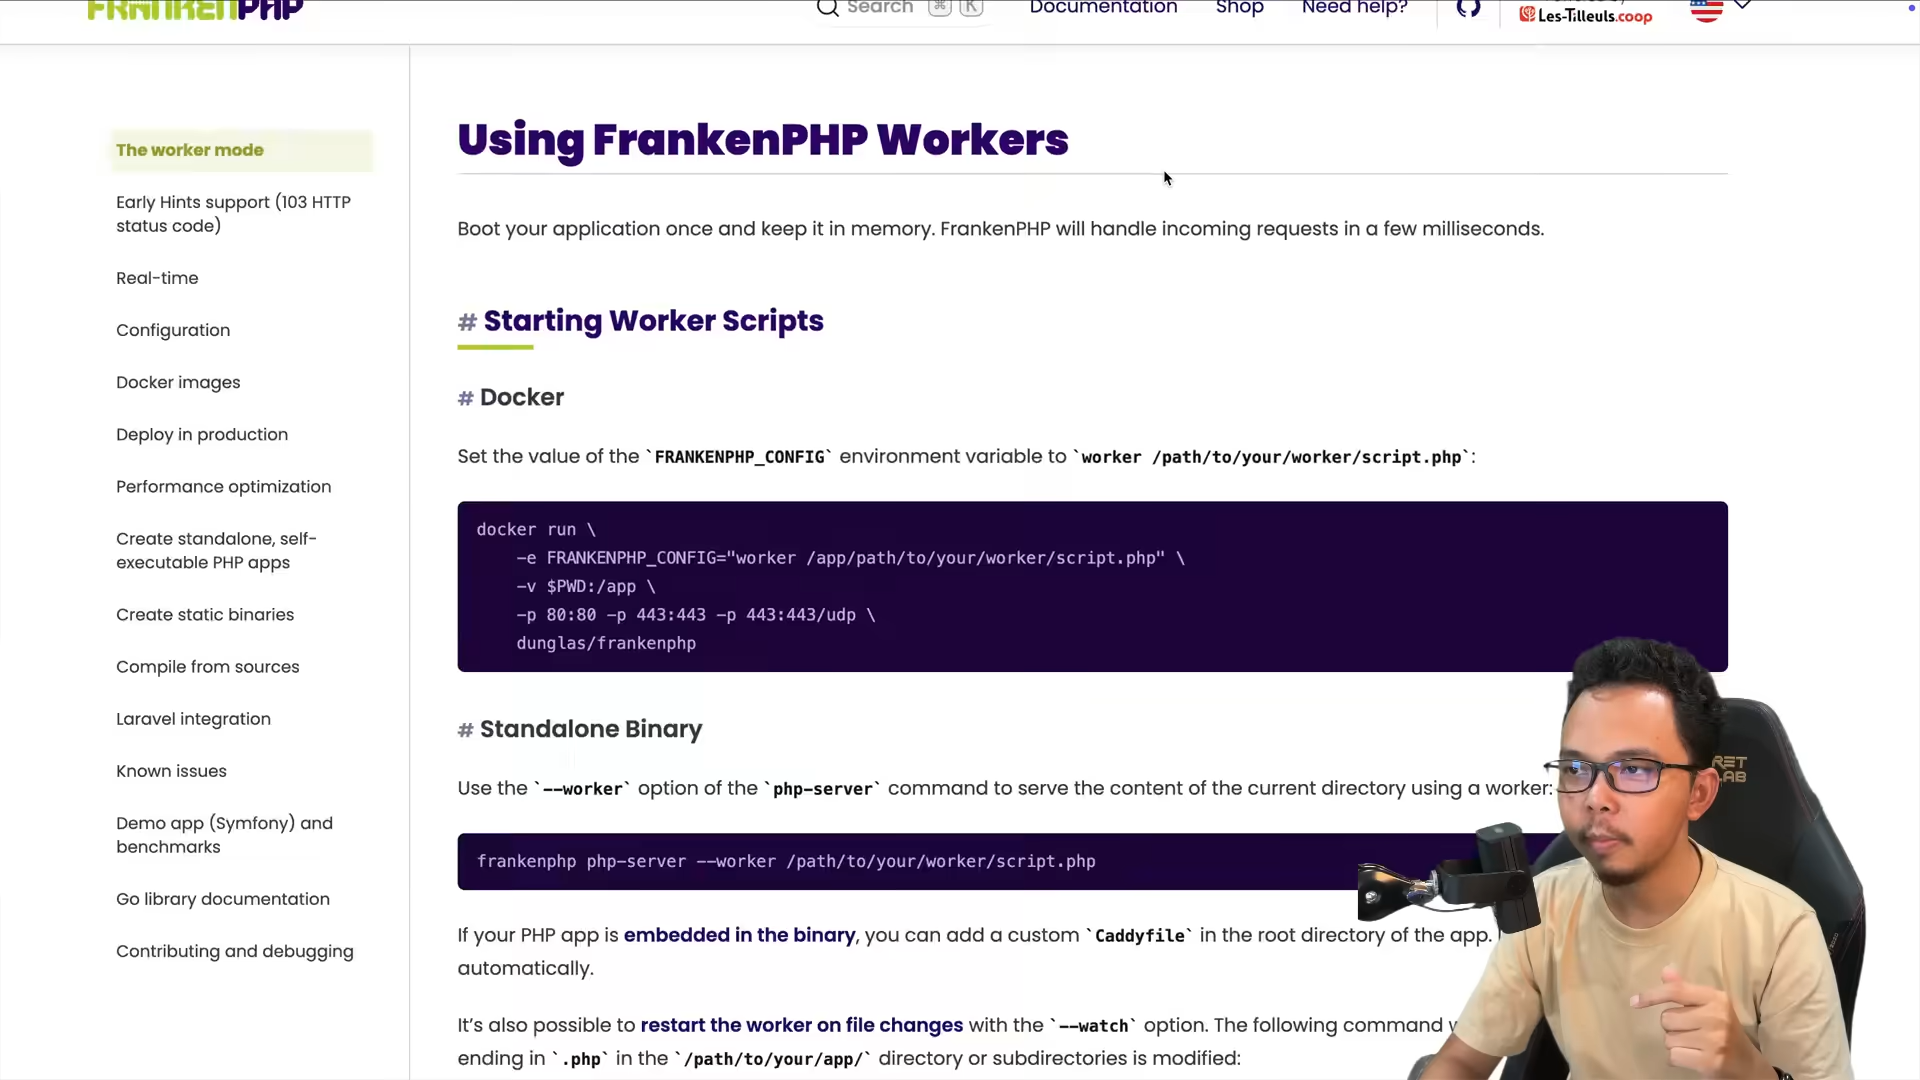 FRANKENPHP
Search ⌘ K
Documentation
Shop
Need help?
Les-Tilleuls.coop
The worker mode
Early Hints support (103 HTTP
status code)
Real-time
Configuration
Docker images
Deploy in production
Performance optimization
Create standalone, self-
executable PHP apps
Create static binaries
Compile from sources
Laravel integration
Known issues
Demo app (Symfony) and
benchmarks
Go library documentation
Contributing and debugging
Using FrankenPHP Workers
Boot your application once and keep it in memory. FrankenPHP will handle incoming requests in a few milliseconds.
# Starting Worker Scripts
# Docker
Set the value of the `FRANKENPHP_CONFIG` environment variable to `worker /path/to/your/worker/script.php`:
docker run \
-e FRANKENPHP_CONFIG="worker /app/path/to/your/worker/script.php" \
-v $PWD:/app \
-p 80:80 -p 443:443 -p 443:443/udp \
dunglas/frankenphp
# Standalone Binary
Use the `--worker` option of the `php-server` command to serve the content of the current directory using a worker:
frankenphp php-server --worker /path/to/your/worker/script.php
If your PHP app is embedded in the binary, you can add a custom `Caddyfile` in the root directory of the app.
automatically.
It's also possible to restart the worker on file changes with the `--watch` option. The following command
ending in `.php` in the `/path/to/your/app/` directory or subdirectories is modified: